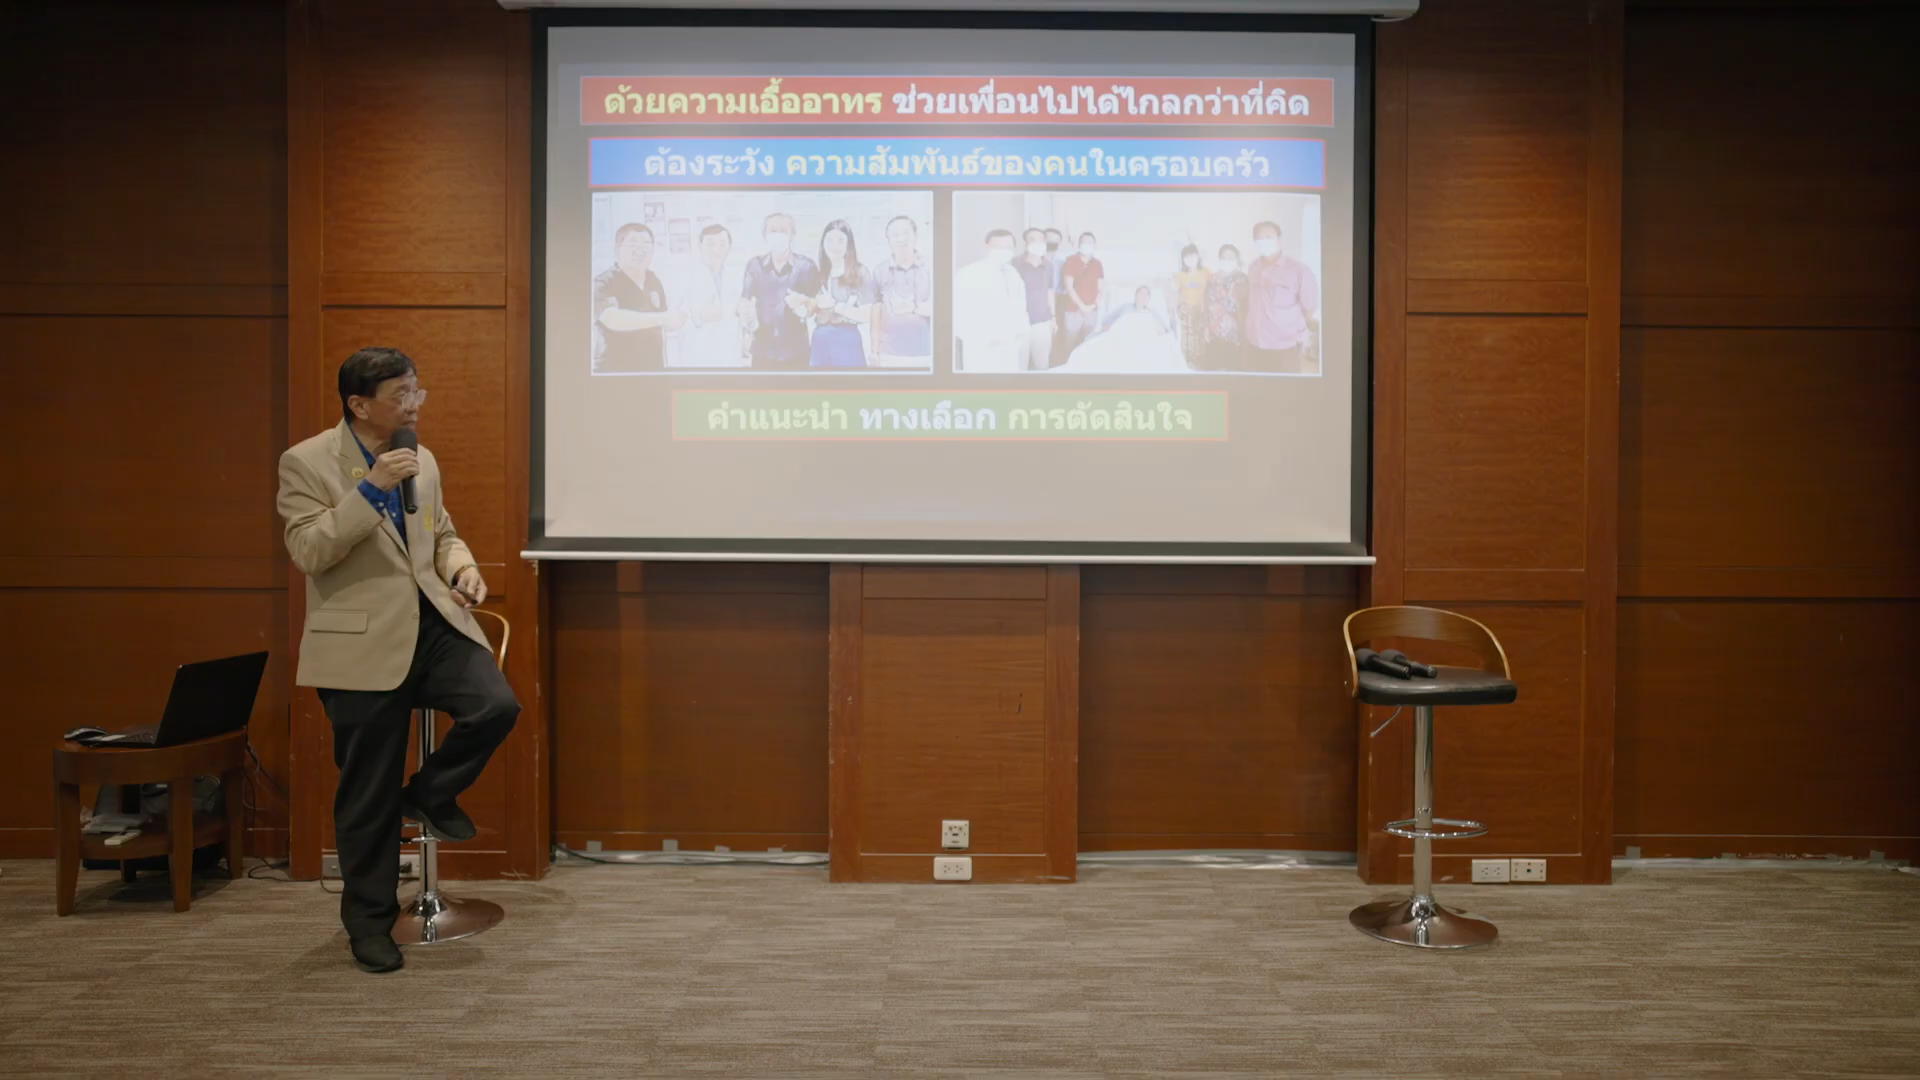 ด้วยความเอื้ออาทร ช่วยเพื่อนไปได้ไกลกว่าที่คิด
ต้องระวัง ความสัมพันธ์ของคนในครอบครัว
คำแนะนำ ทางเลือก การตัดสินใจ